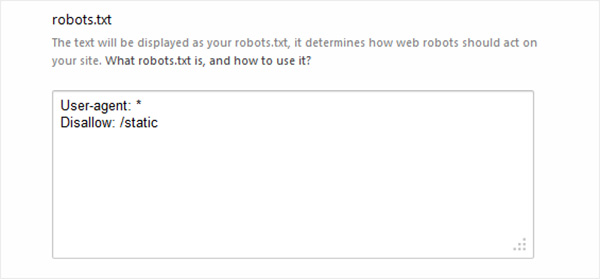 robots.txt
The text will be displayed as your robots.txt, it determines how web robots should act on
your site. What robots.txt is, and how to use it?
User-agent: *
Disallow: /static